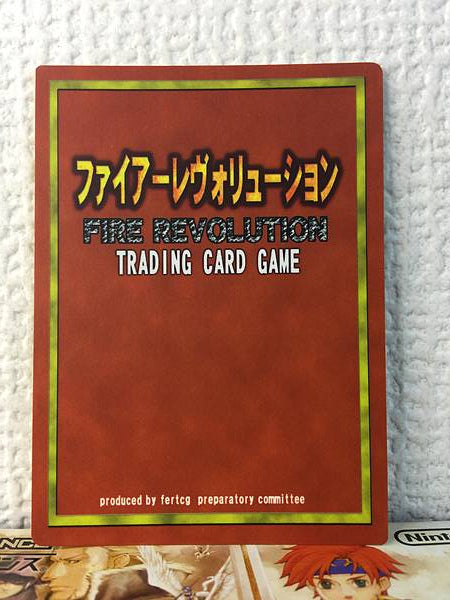 ファイアーレヴォリューション
FIRE REVOLUTION
TRADING CARD GAME
produced by fertcg preparatory committee